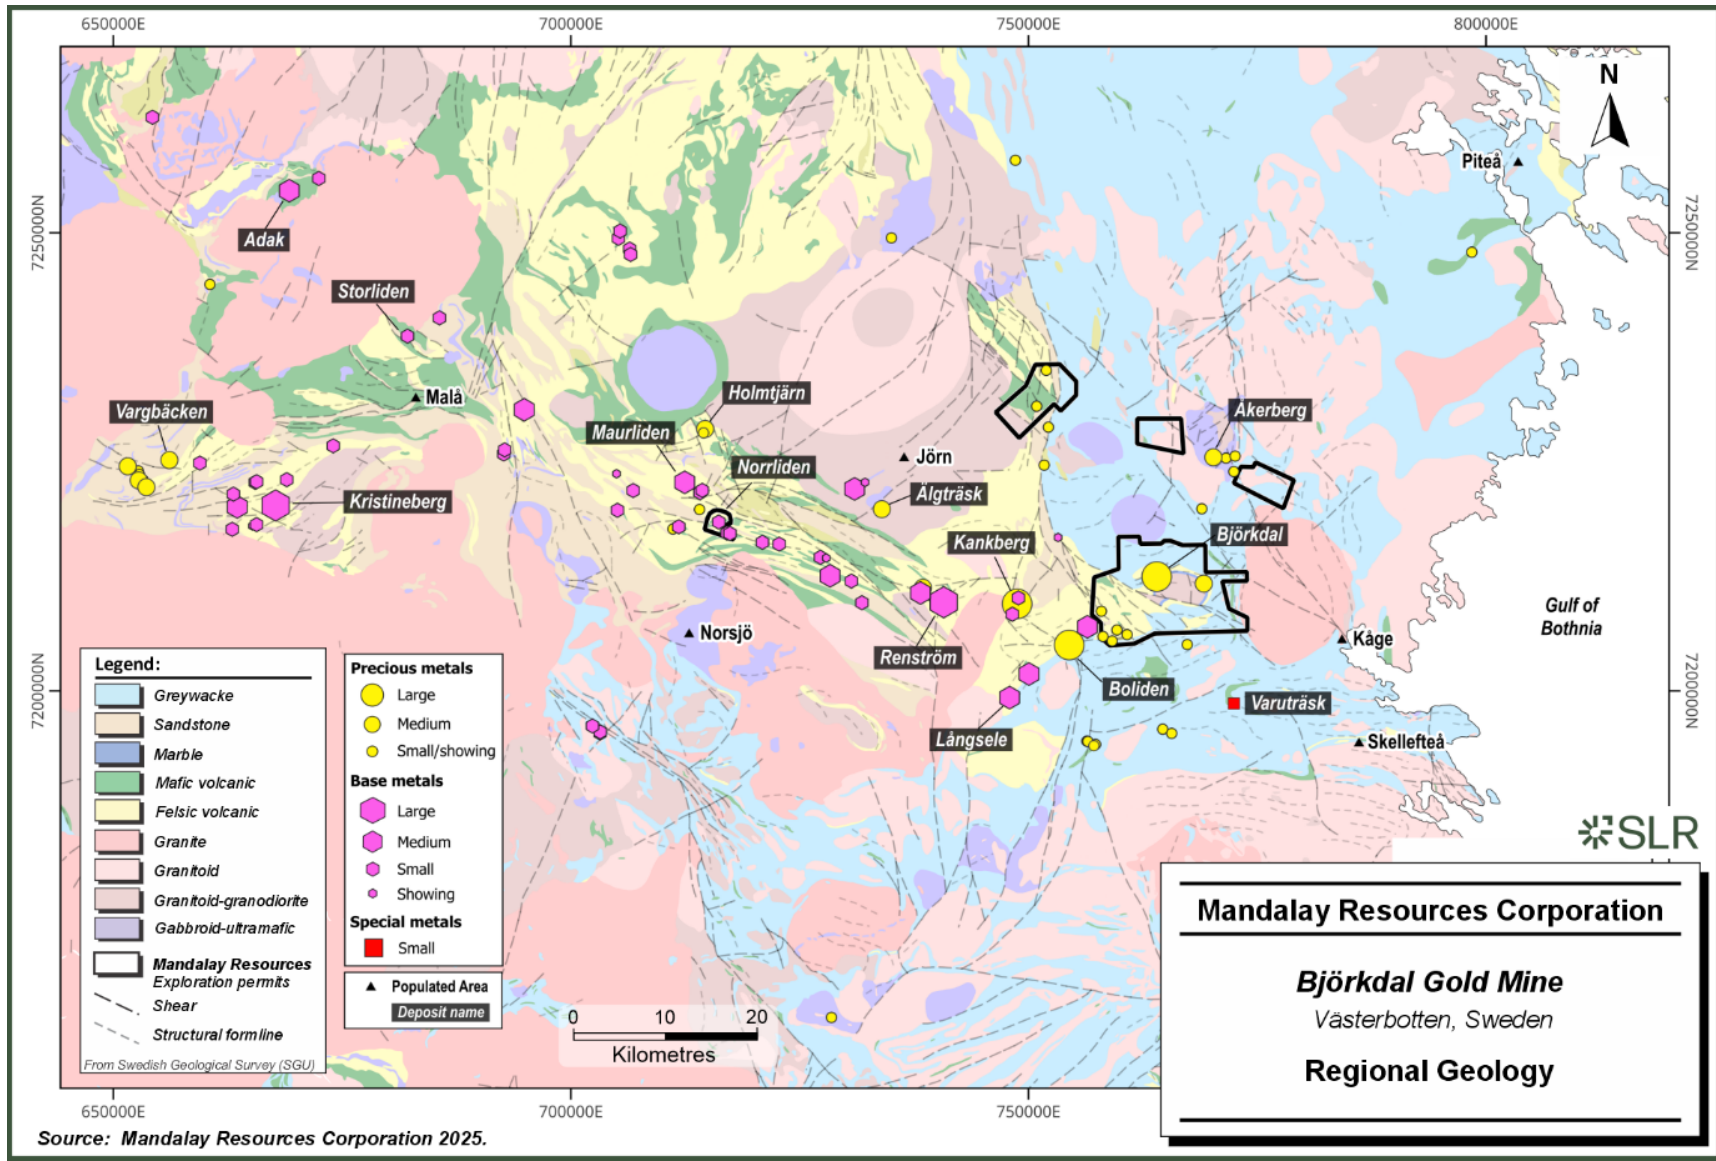 650000E
700000E
750000E
800000E
N
Piteå
7250000N
7250000N
Adak
Storliden
Malå
Holmtjärn
Vargbäcken
Maurliden
Åkerberg
Norrliden
Jörn
Kristineberg
Älgträsk
Björkdal
Kankberg
Gulf of
Bothnia
Norsjö
Kåge
Renström
7200000N
7200000N
Boliden
Varuträsk
Långsele
Skellefteå
Legend:
Greywacke
Sandstone
Marble
Mafic volcanic
Felsic volcanic
Granite
Granitoid
Granitoid-granodiorite
Gabbroid-ultramafic
Mandalay Resources
Exploration permits
Shear
Structural formline
From Swedish Geological Survey (SGU)
Precious metals
Large
Medium
Small/showing
Base metals
Large
Medium
Small
Showing
Special metals
Small
Populated Area
Deposit name
0 10 20
Kilometres
SLR
Mandalay Resources Corporation
Björkdal Gold Mine
Västerbotten, Sweden
Regional Geology
650000E
700000E
750000E
Source: Mandalay Resources Corporation 2025.